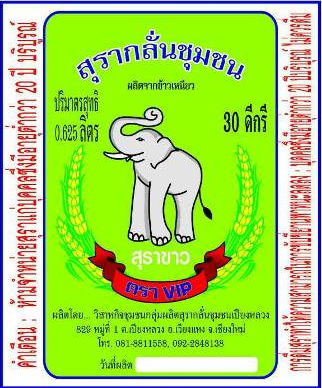 สุรากลั่นชุมชน
ผลิตจากข้าวเหนียว
ปริมาตรสุทธิ
0.625 ลิตร
30 ดีกรี
สุราขาว
ตรา VIP
ผลิตโดย... วิสาหกิจชุมชนกลุ่มผลิตสุรากลั่นชุมชนเปียงหลวง
829 หมู่ที่ 1 ต.เปียงหลวง อ.เวียงแหง จ.เชียงใหม่
โทร. 081-8811558, 092-2848138
วันที่ผลิต
คำเตือน : ห้ามจำหน่ายสุราแก่บุคคลซึ่งมีอายุต่ำกว่า 20 ปี บริบูรณ์